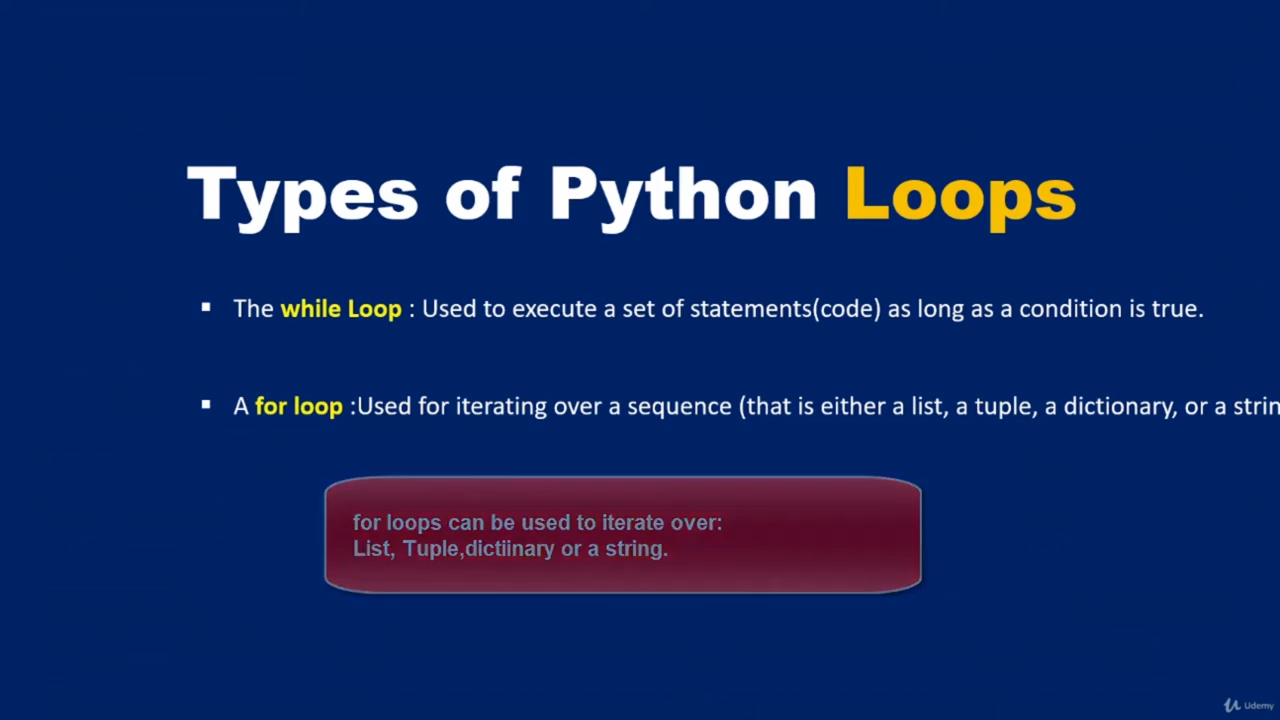 Types of Python Loops
▪ The while Loop : Used to execute a set of statements(code) as long as a condition is true.
▪ A for loop :Used for iterating over a sequence (that is either a list, a tuple, a dictionary, or a strin
for loops can be used to iterate over:
List, Tuple,dictiinary or a string.
Udemy